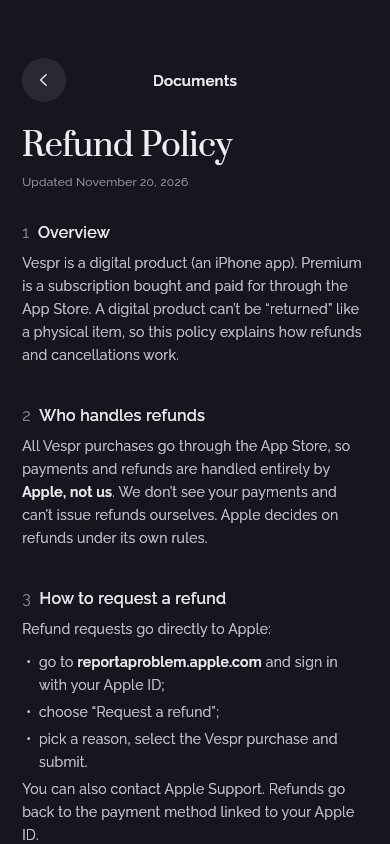 Documents
Refund Policy
Updated November 20, 2026
1 Overview
Vespr is a digital product (an iPhone app). Premium
is a subscription bought and paid for through the
App Store. A digital product can’t be “returned” like
a physical item, so this policy explains how refunds
and cancellations work.
2 Who handles refunds
All Vespr purchases go through the App Store, so
payments and refunds are handled entirely by
Apple, not us. We don’t see your payments and
can’t issue refunds ourselves. Apple decides on
refunds under its own rules.
3 How to request a refund
Refund requests go directly to Apple:
• go to reportaproblem.apple.com and sign in
with your Apple ID;
• choose “Request a refund”;
• pick a reason, select the Vespr purchase and
submit.
You can also contact Apple Support. Refunds go
back to the payment method linked to your Apple
ID.